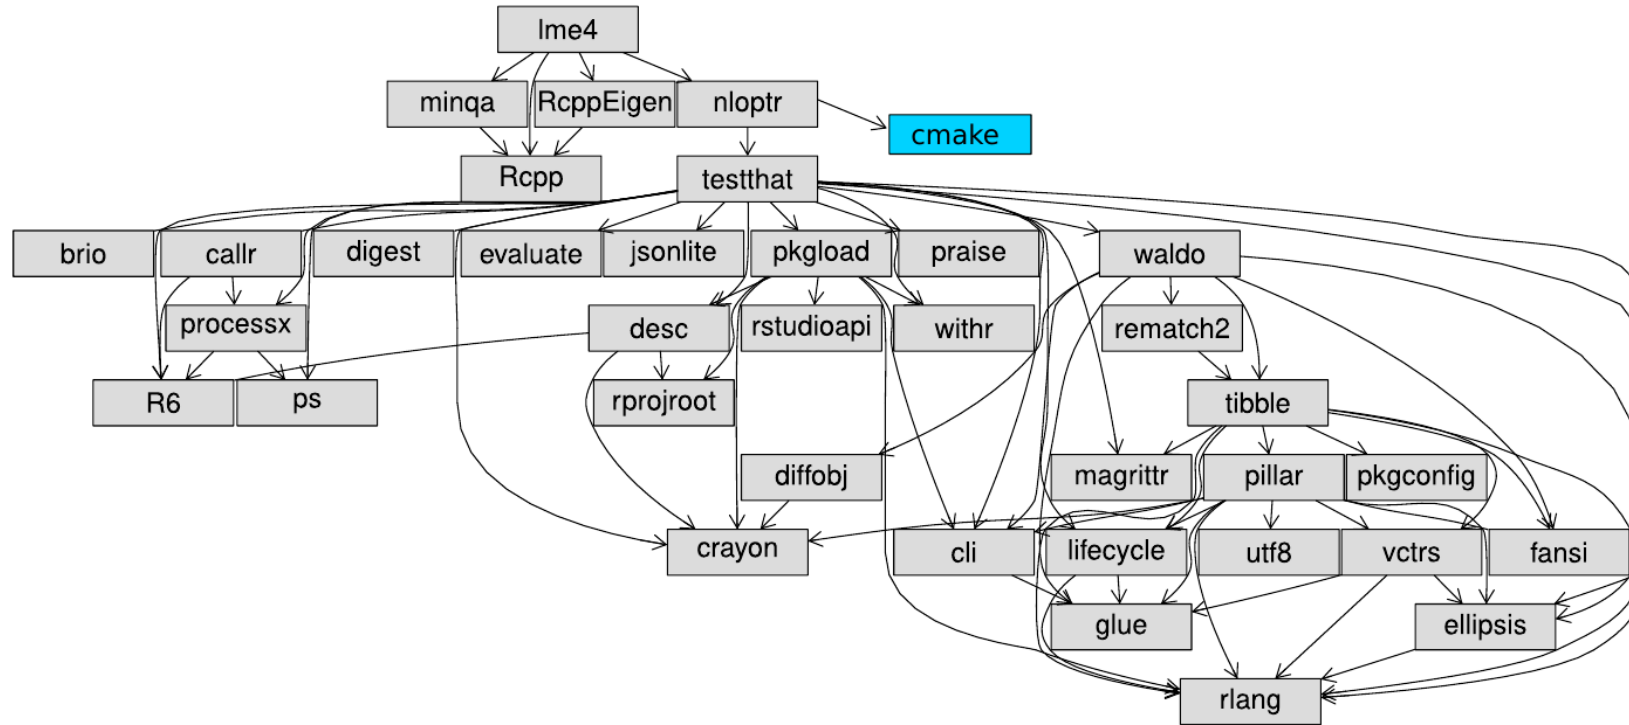 lme4
minqa
RcppEigen
nloptr
cmake
Rcpp
testthat
brio
callr
digest
evaluate
jsonlite
pkgload
praise
waldo
processx
desc
rstudioapi
withr
rematch2
R6
ps
rprojroot
tibble
diffobj
magrittr
pillar
pkgconfig
crayon
cli
lifecycle
utf8
vctrs
fansi
glue
ellipsis
rlang